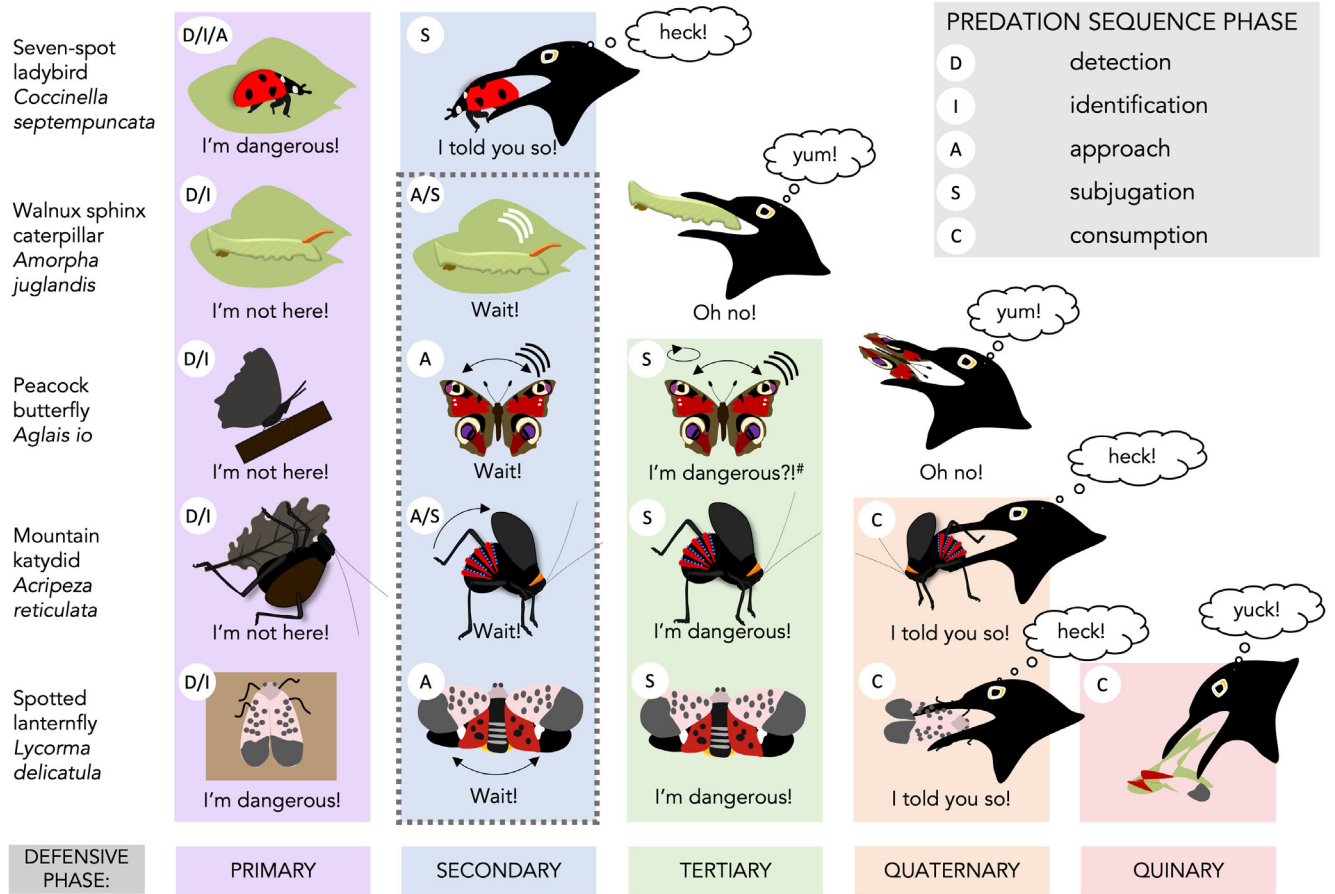 PREDATION SEQUENCE PHASE
D detection
I identification
A approach
S subjugation
C consumption
Seven-spot
ladybird
Coccinella
septempuncata
D/I/A
I'm dangerous!
S
I told you so!
heck!
Walnux sphinx
caterpillar
Amorpha
juglandis
D/I
I'm not here!
A/S
Wait!
yum!
Oh no!
Peacock
butterfly
Aglais io
D/I
I'm not here!
A
Wait!
S
I'm dangerous?!#
yum!
Oh no!
Mountain
katydid
Acripeza
reticulata
D/I
I'm not here!
A/S
Wait!
S
I'm dangerous!
C
I told you so!
heck!
Spotted
lanternfly
Lycorma
delicatula
D/I
I'm dangerous!
A
Wait!
S
I'm dangerous!
C
I told you so!
heck!
C
yuck!
DEFENSIVE
PHASE:
PRIMARY
SECONDARY
TERTIARY
QUATERNARY
QUINARY